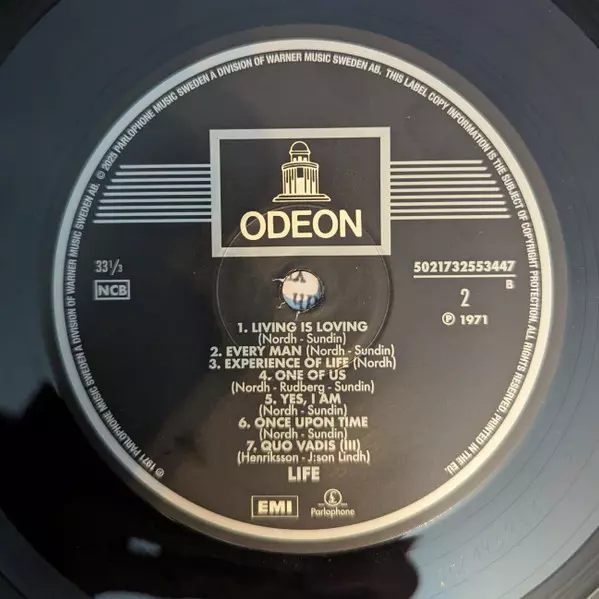 ℗ 1971 PARLOPHONE MUSIC SWEDEN A DIVISION OF WARNER MUSIC SWEDEN AB. © 2025 PARLOPHONE MUSIC SWEDEN A DIVISION OF WARNER MUSIC SWEDEN AB. THIS LABEL COPY INFORMATION IS THE SUBJECT OF COPYRIGHT PROTECTION. ALL RIGHTS RESERVED. PRINTED IN THE EU.
ODEON
33⅓
NCB
5021732553447
B
2
℗ 1971
1. LIVING IS LOVING
(Nordh - Sundin)
2. EVERY MAN (Nordh - Sundin)
3. EXPERIENCE OF LIFE (Nordh)
4. ONE OF US
(Nordh - Rudberg - Sundin)
5. YES, I AM
(Nordh - Sundin)
6. ONCE UPON TIME
(Nordh - Sundin)
7. QUO VADIS (III)
(Henriksson - J:son Lindh)
LIFE
EMI
Parlophone